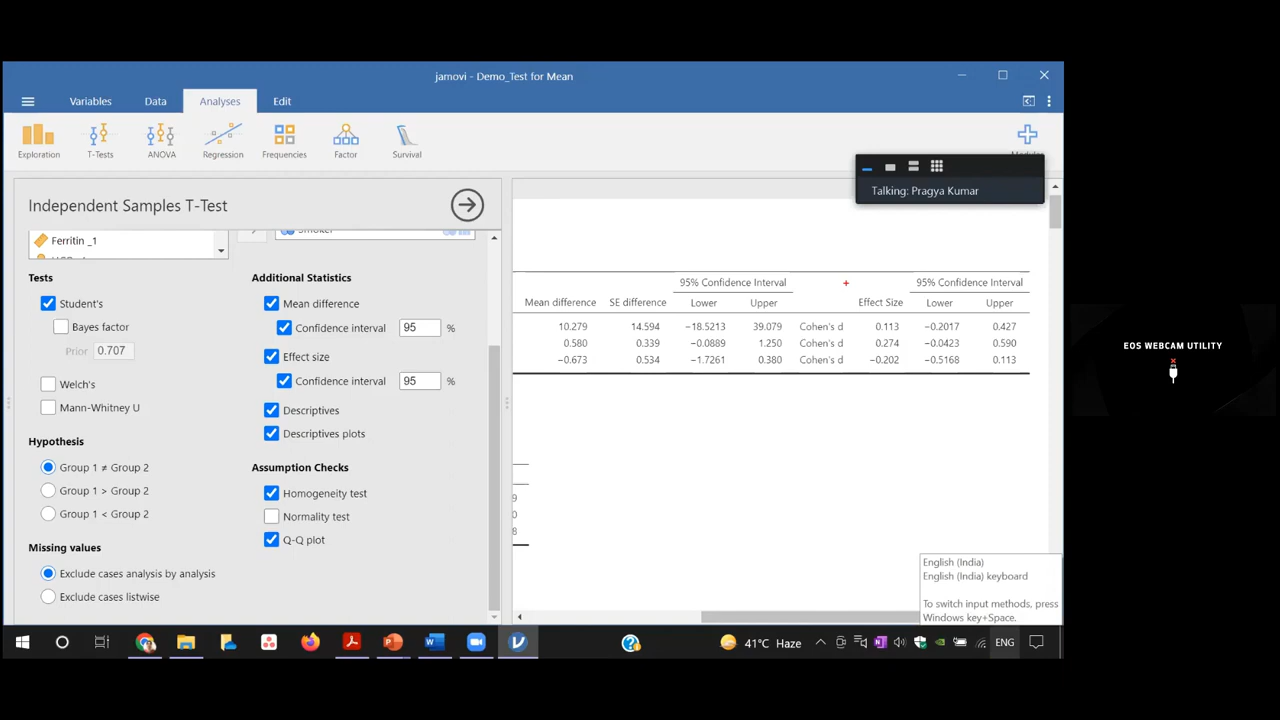 jamovi - Demo_Test for Mean
Variables Data Analyses Edit
Exploration T-Tests ANOVA Regression Frequencies Factor Survival
Talking: Pragya Kumar
Independent Samples T-Test
Ferritin _1
Tests
Student's
Bayes factor
Prior 0.707
Welch's
Mann-Whitney U
Hypothesis
Group 1 ≠ Group 2
Group 1 > Group 2
Group 1 < Group 2
Missing values
Exclude cases analysis by analysis
Exclude cases listwise
Additional Statistics
Mean difference
Confidence interval 95 %
Effect size
Confidence interval 95 %
Descriptives
Descriptives plots
Assumption Checks
Homogeneity test
Normality test
Q-Q plot
95% Confidence Interval 95% Confidence Interval
Mean difference SE difference Lower Upper Effect Size Lower Upper
10.279 14.594 −18.5213 39.079 Cohen's d 0.113 −0.2017 0.427
0.580 0.339 −0.0889 1.250 Cohen's d 0.274 −0.0423 0.590
−0.673 0.534 −1.7261 0.380 Cohen's d −0.202 −0.5168 0.113
9
0
8
English (India)
English (India) keyboard
To switch input methods, press
Windows key+Space.
41°C Haze ENG
EOS WEBCAM UTILITY